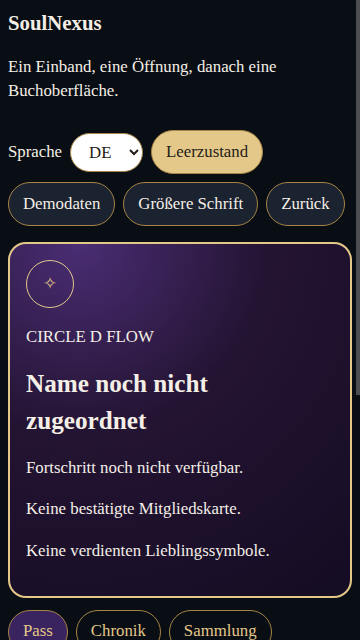 SoulNexus
Ein Einband, eine Öffnung, danach eine
Buchoberfläche.
Sprache DE Leerzustand
Demodaten Größere Schrift Zurück
CIRCLE D FLOW
Name noch nicht
zugeordnet
Fortschritt noch nicht verfügbar.
Keine bestätigte Mitgliedskarte.
Keine verdienten Lieblingssymbole.
Pass Chronik Sammlung